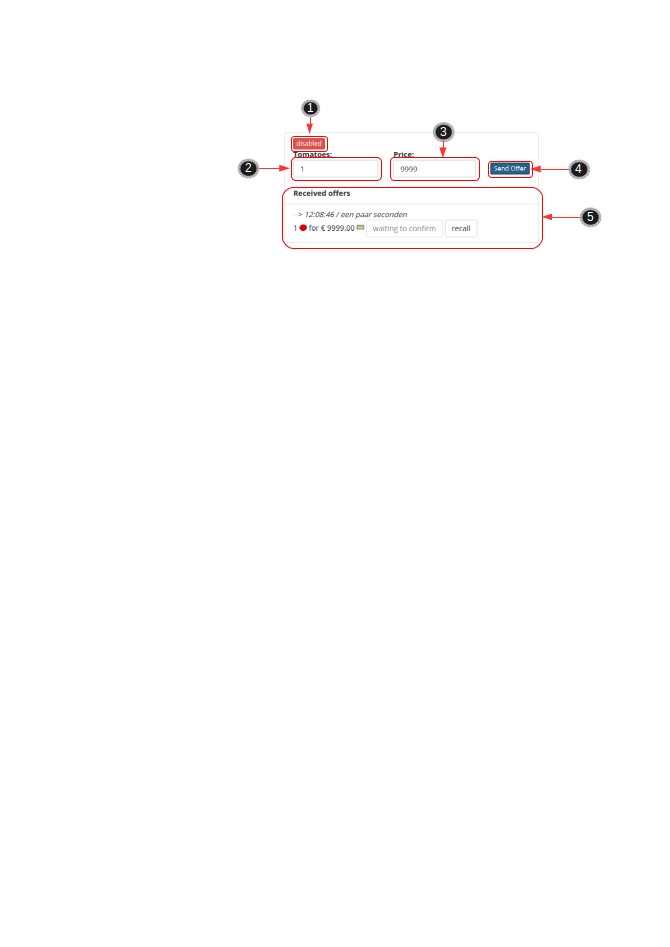 1
3
disabled
Tomatoes: Price:
2 1 9999 Send Offer 4
Received offers
-> 12:08:46 / een paar seconden 5
1 for € 9999.00 waiting to confirm recall